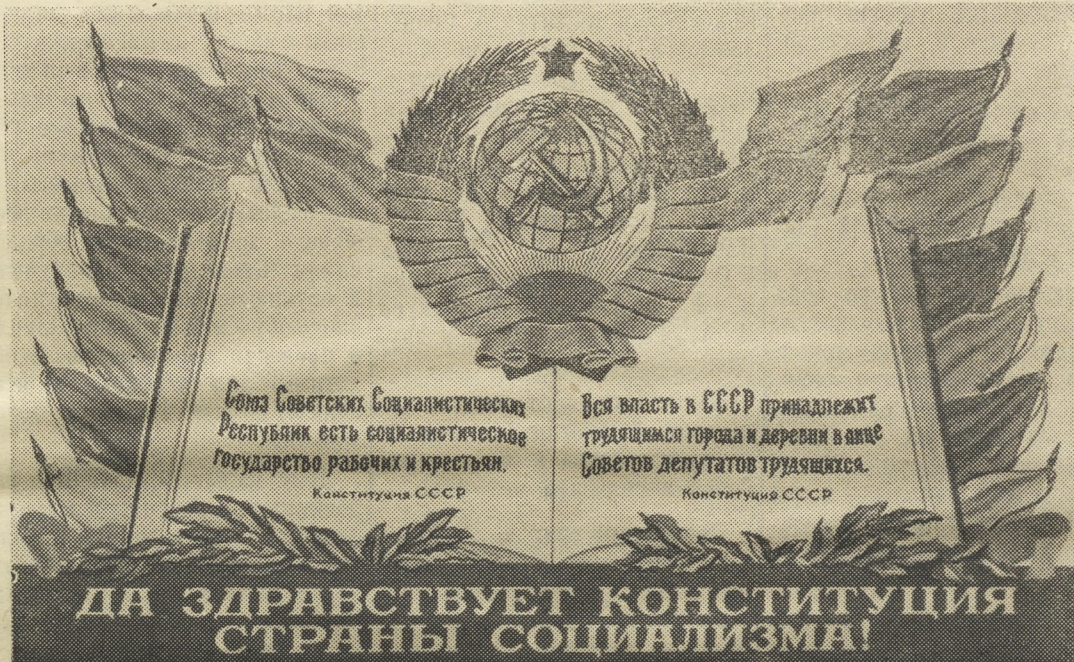 Союз Советских Социалистических
Республик есть социалистическое
государство рабочих и крестьян.
Конституция СССР
Вся власть в СССР принадлежит
трудящимся города и деревни в лице
Советов депутатов трудящихся.
Конституция СССР
ДА ЗДРАВСТВУЕТ КОНСТИТУЦИЯ
СТРАНЫ СОЦИАЛИЗМА!